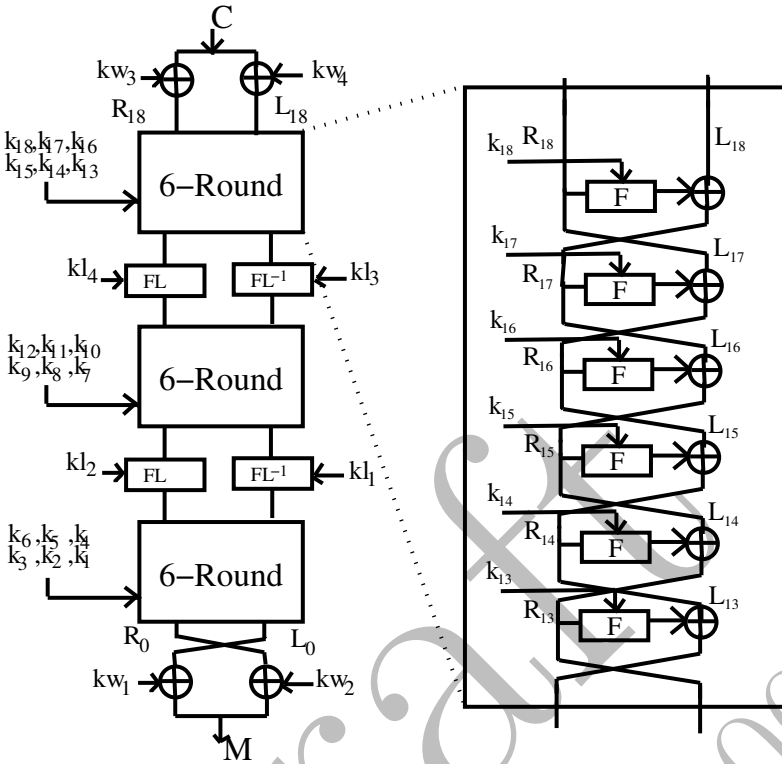 C
kw₃
kw₄
R₁₈
L₁₈
k₁₈,k₁₇,k₁₆
k₁₅,k₁₄,k₁₃
6−Round
kl₄
FL
FL⁻¹
kl₃
k₁₂,k₁₁,k₁₀
k₉,k₈,k₇
6−Round
kl₂
FL
FL⁻¹
kl₁
k₆,k₅,k₄
k₃,k₂,k₁
6−Round
R₀
L₀
kw₁
kw₂
M
k₁₈
R₁₈
L₁₈
F
k₁₇
R₁₇
L₁₇
F
k₁₆
R₁₆
L₁₆
F
k₁₅
R₁₅
L₁₅
F
k₁₄
R₁₄
L₁₄
F
k₁₃
R₁₃
L₁₃
F